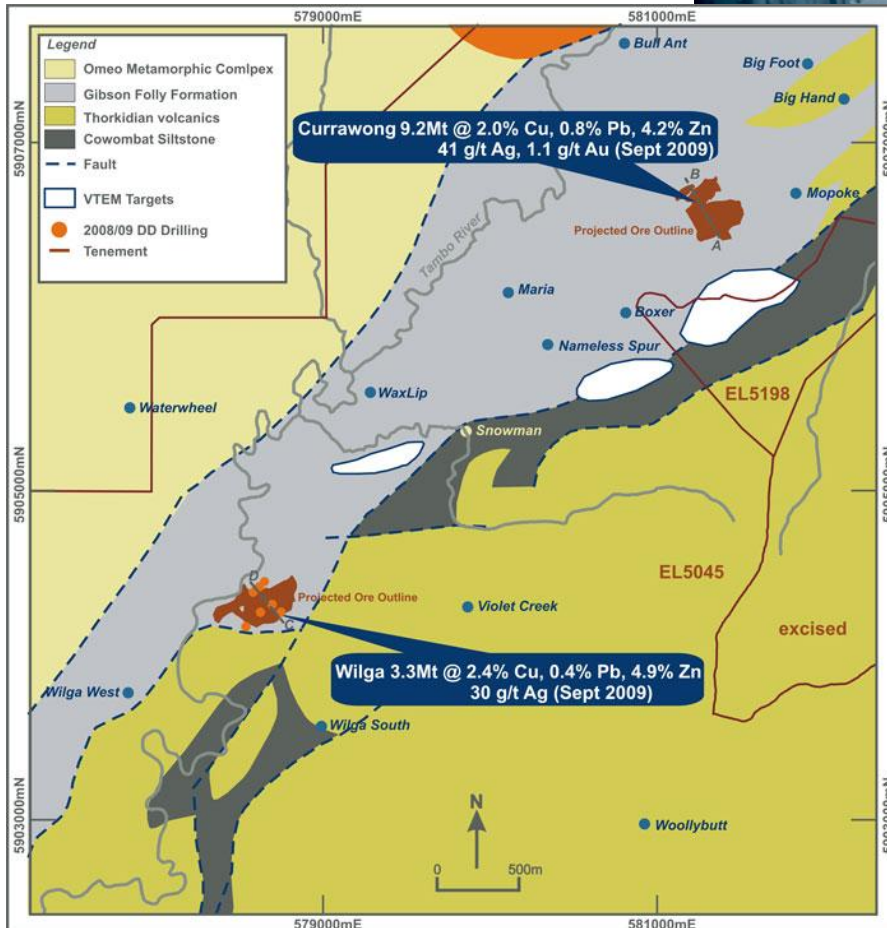 579000mE
581000mE
Legend
Omeo Metamorphic Comlpex
Gibson Folly Formation
Thorkidian volcanics
Cowombat Siltstone
Fault
VTEM Targets
2008/09 DD Drilling
Tenement
Bull Ant
Big Foot
Big Hand
5907000mN
5907000mN
Currawong 9.2Mt @ 2.0% Cu, 0.8% Pb, 4.2% Zn
41 g/t Ag, 1.1 g/t Au (Sept 2009)
B
Mopoke
Projected Ore Outline
A
Tambo River
Maria
Boxer
Nameless Spur
EL5198
WaxLip
Waterwheel
Snowman
5905000mN
5905000mN
EL5045
D
Projected Ore Outline
C
Violet Creek
excised
Wilga 3.3Mt @ 2.4% Cu, 0.4% Pb, 4.9% Zn
30 g/t Ag (Sept 2009)
Wilga West
Wilga South
5903000mN
5903000mN
Woollybutt
N
0
500m
579000mE
581000mE